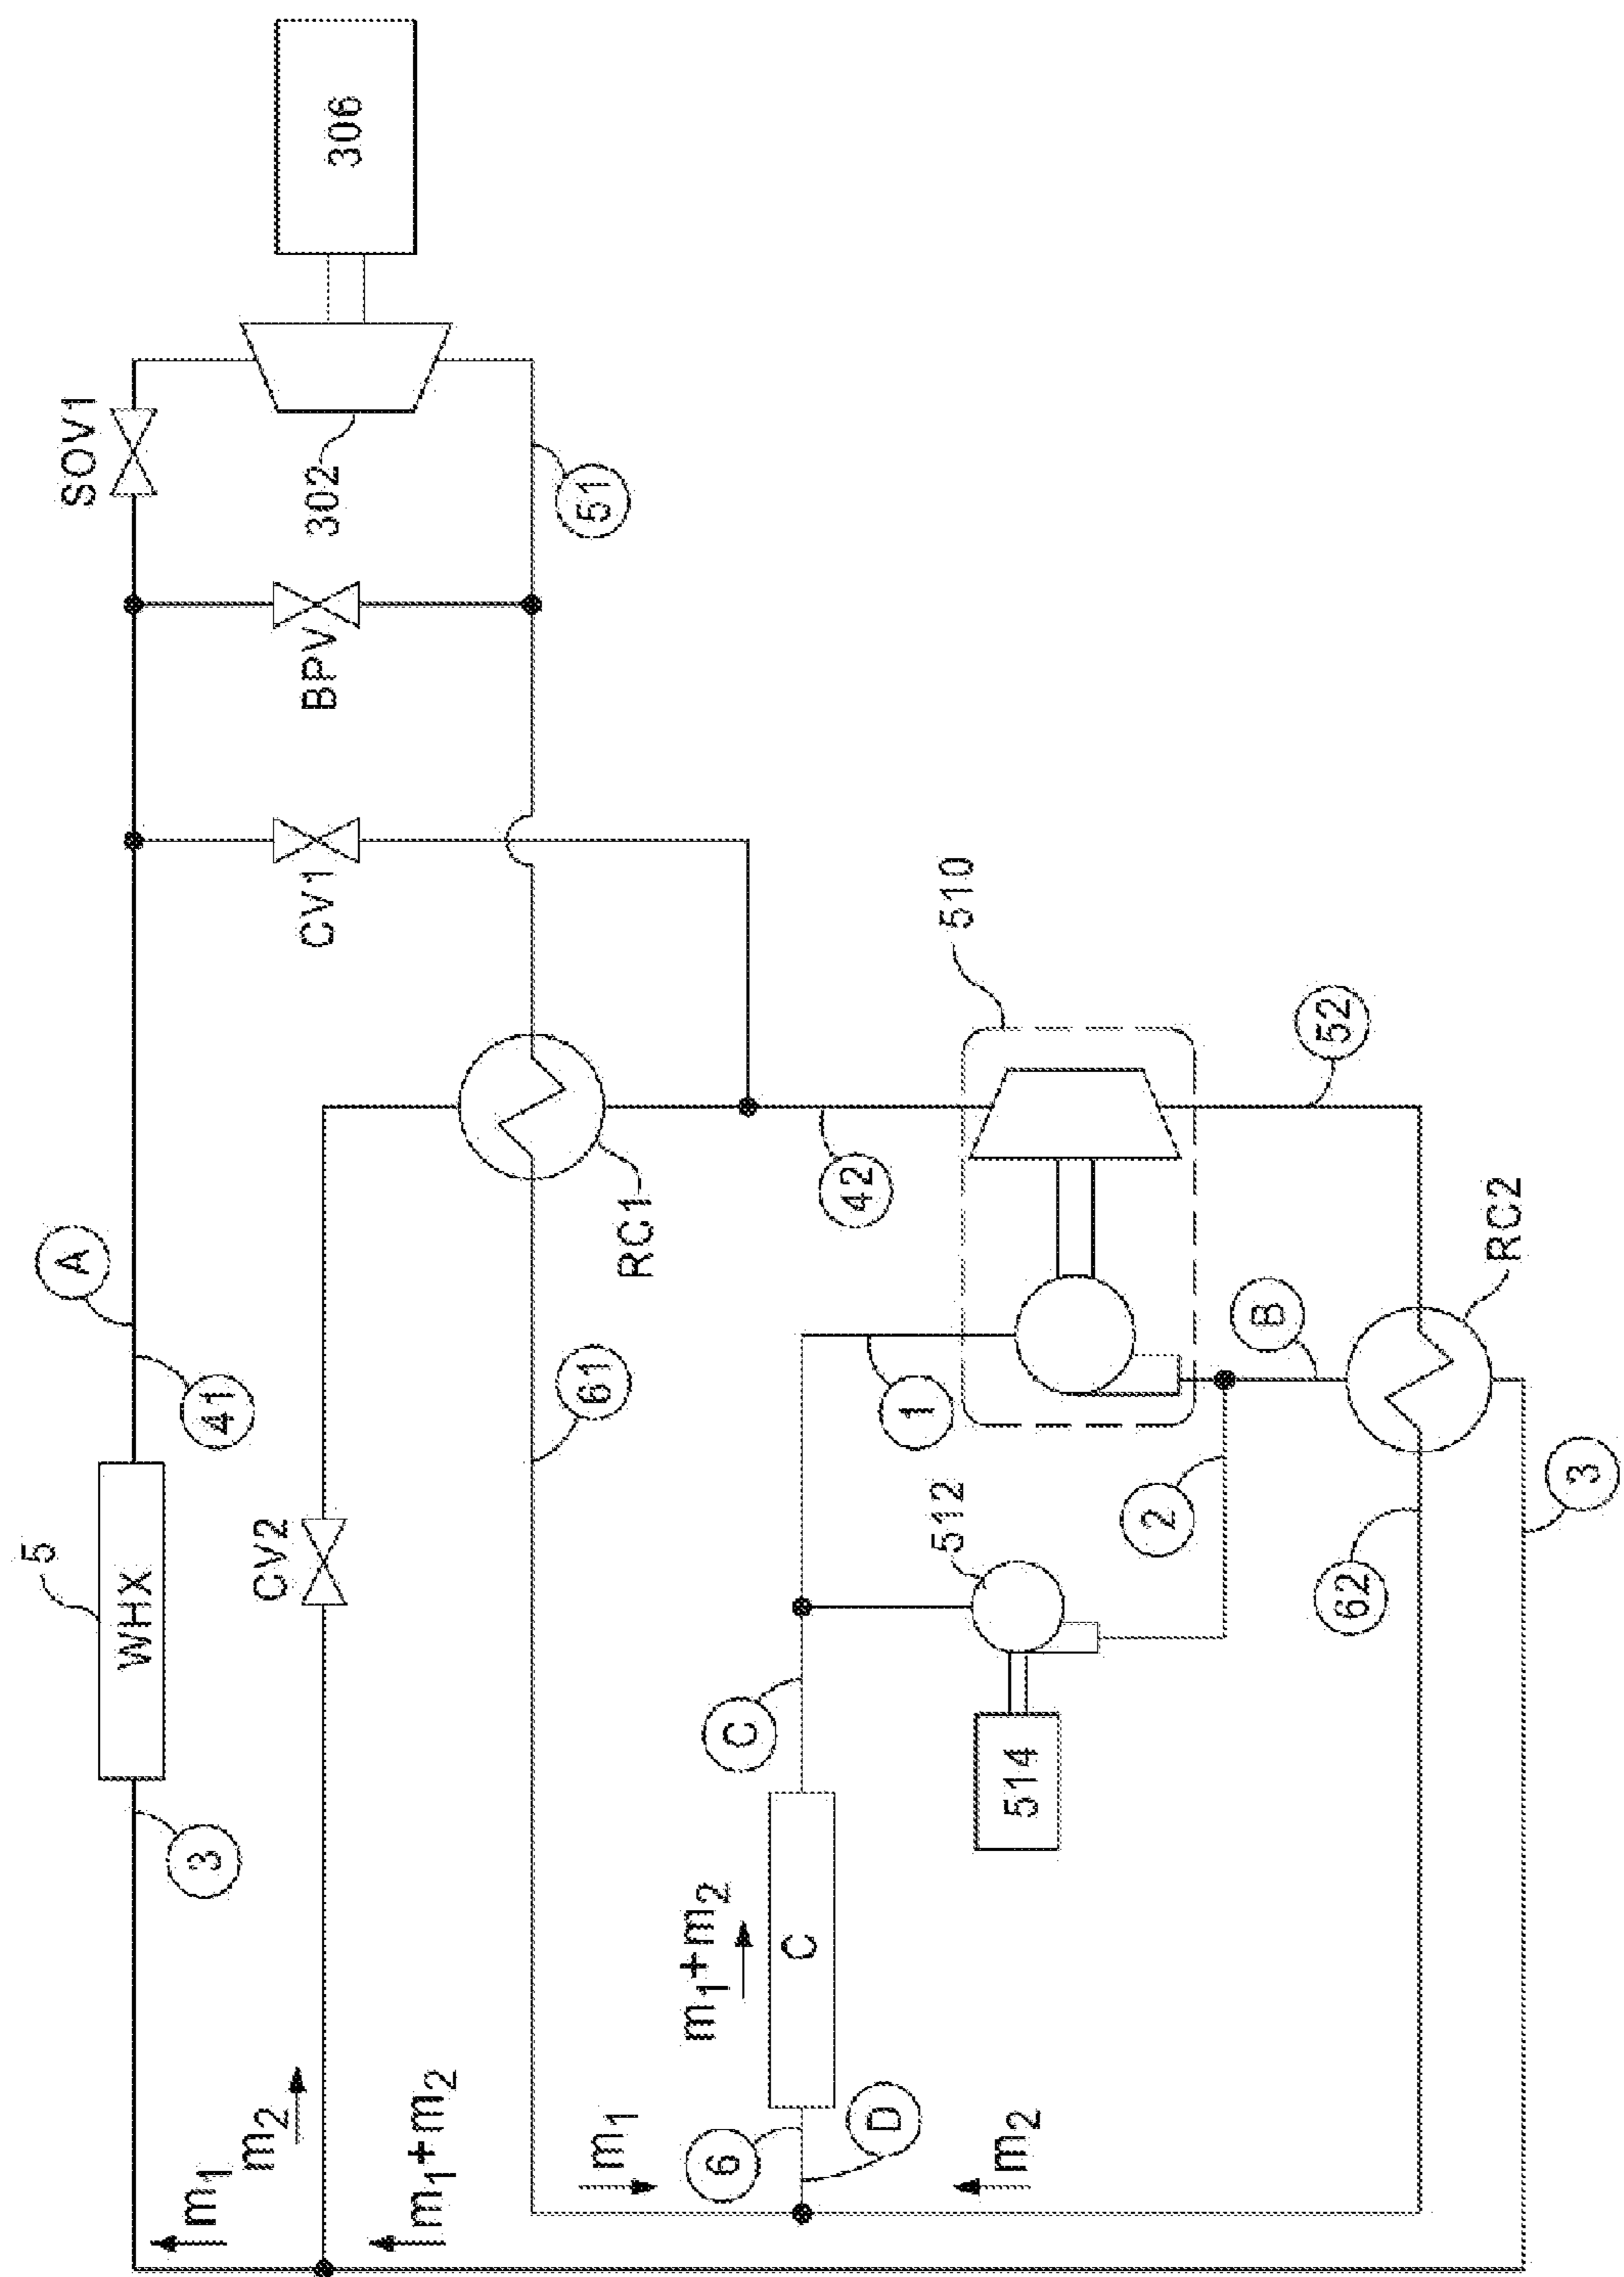 306
SOV1
302
51
BPV
CV1
510
52
A
42
RC1
RC2
41
B
61
1
5
WHX
CV2
2
3
512
62
C
514
3
m₁+m₂
C
m₂
m₁+m₂
m₁
6
D
m₂
m₁